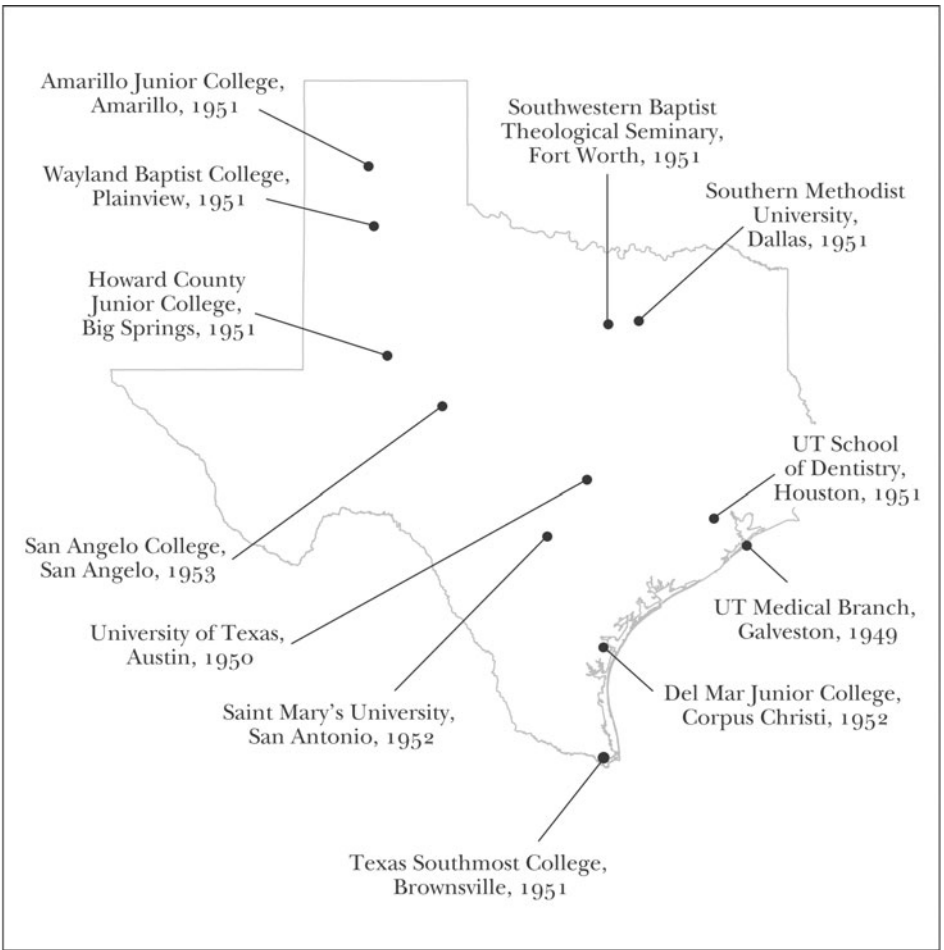 Amarillo Junior College,
Amarillo, 1951
Wayland Baptist College,
Plainview, 1951
Howard County
Junior College,
Big Springs, 1951
Southwestern Baptist
Theological Seminary,
Fort Worth, 1951
Southern Methodist
University,
Dallas, 1951
UT School
of Dentistry,
Houston, 1951
San Angelo College,
San Angelo, 1953
University of Texas,
Austin, 1950
Saint Mary's University,
San Antonio, 1952
UT Medical Branch,
Galveston, 1949
Del Mar Junior College,
Corpus Christi, 1952
Texas Southmost College,
Brownsville, 1951